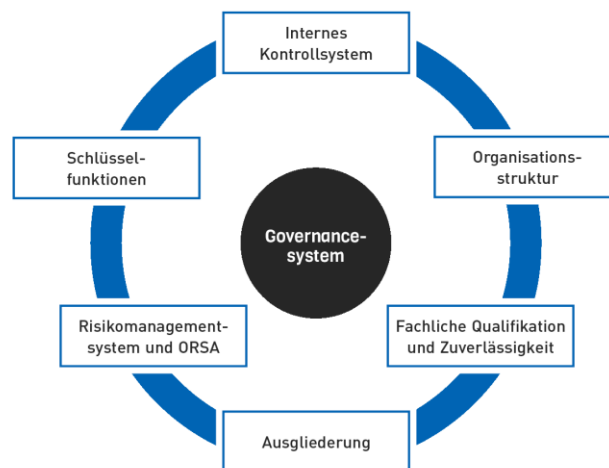 Internes
Kontrollsystem
Schlüssel-
funktionen
Organisations-
struktur
Governance-
system
Risikomanagement-
system und ORSA
Fachliche Qualifikation
und Zuverlässigkeit
Ausgliederung